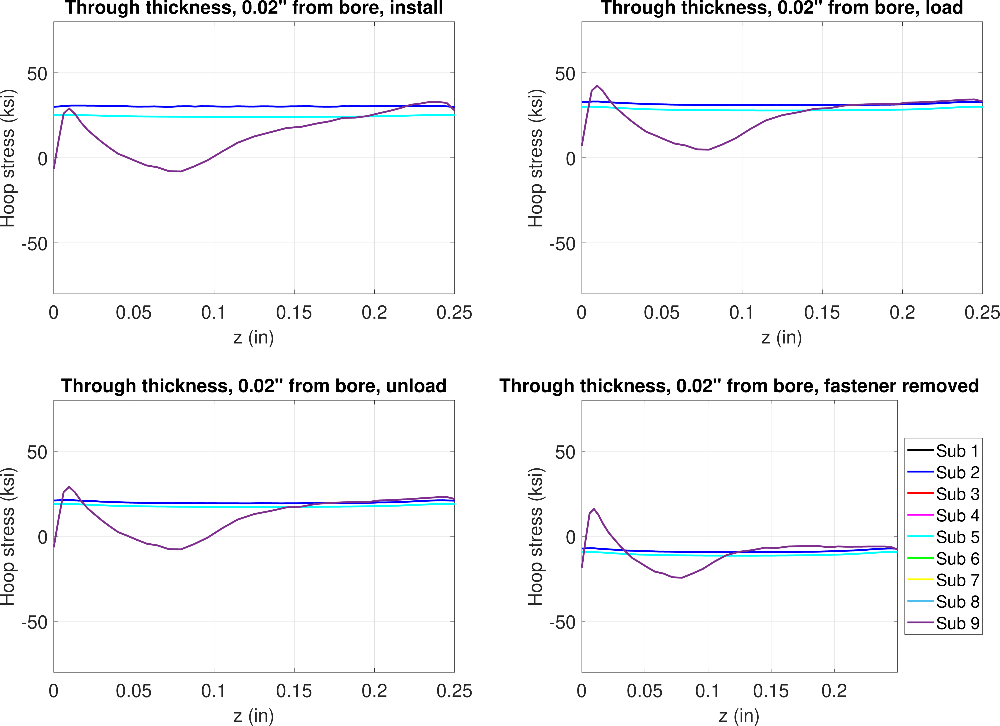 Through thickness, 0.02" from bore, install
Hoop stress (ksi)
50
0
-50
0 0.05 0.1 0.15 0.2 0.25
z (in)
Through thickness, 0.02" from bore, load
Hoop stress (ksi)
50
0
-50
0 0.05 0.1 0.15 0.2 0.25
z (in)
Through thickness, 0.02" from bore, unload
Hoop stress (ksi)
50
0
-50
0 0.05 0.1 0.15 0.2 0.25
z (in)
Through thickness, 0.02" from bore, fastener removed
Hoop stress (ksi)
50
0
-50
0 0.05 0.1 0.15 0.2
z (in)
Sub 1
Sub 2
Sub 3
Sub 4
Sub 5
Sub 6
Sub 7
Sub 8
Sub 9